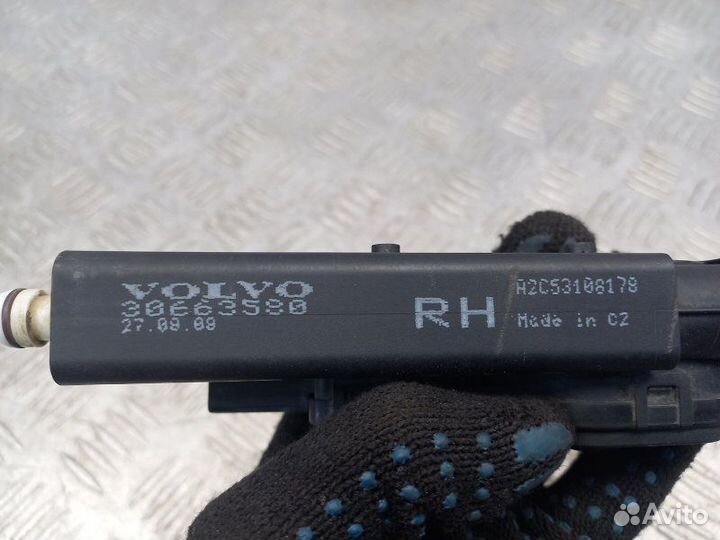 VOLVO
30663580
27.08.08
RH
A2C53108178
Made in CZ
Avito